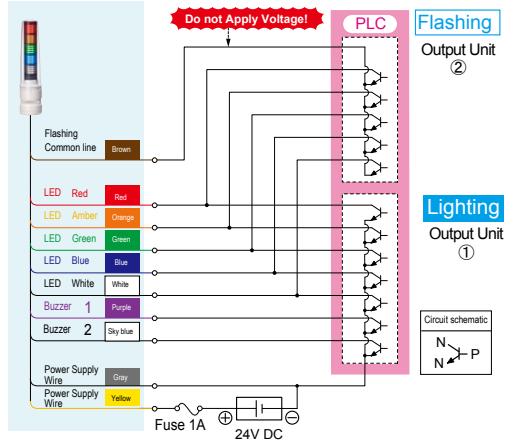 Do not Apply Voltage!
PLC
Flashing
Output Unit
②
Flashing
Common line
Brown
LED Red
Red
LED Amber
Orange
LED Green
Green
LED Blue
Blue
LED White
White
Buzzer 1
Purple
Buzzer 2
Sky blue
Power Supply
Wire
Gray
Power Supply
Wire
Yellow
Lighting
Output Unit
①
Circuit schematic
N
P
N
Fuse 1A
⊕
⊖
24V DC